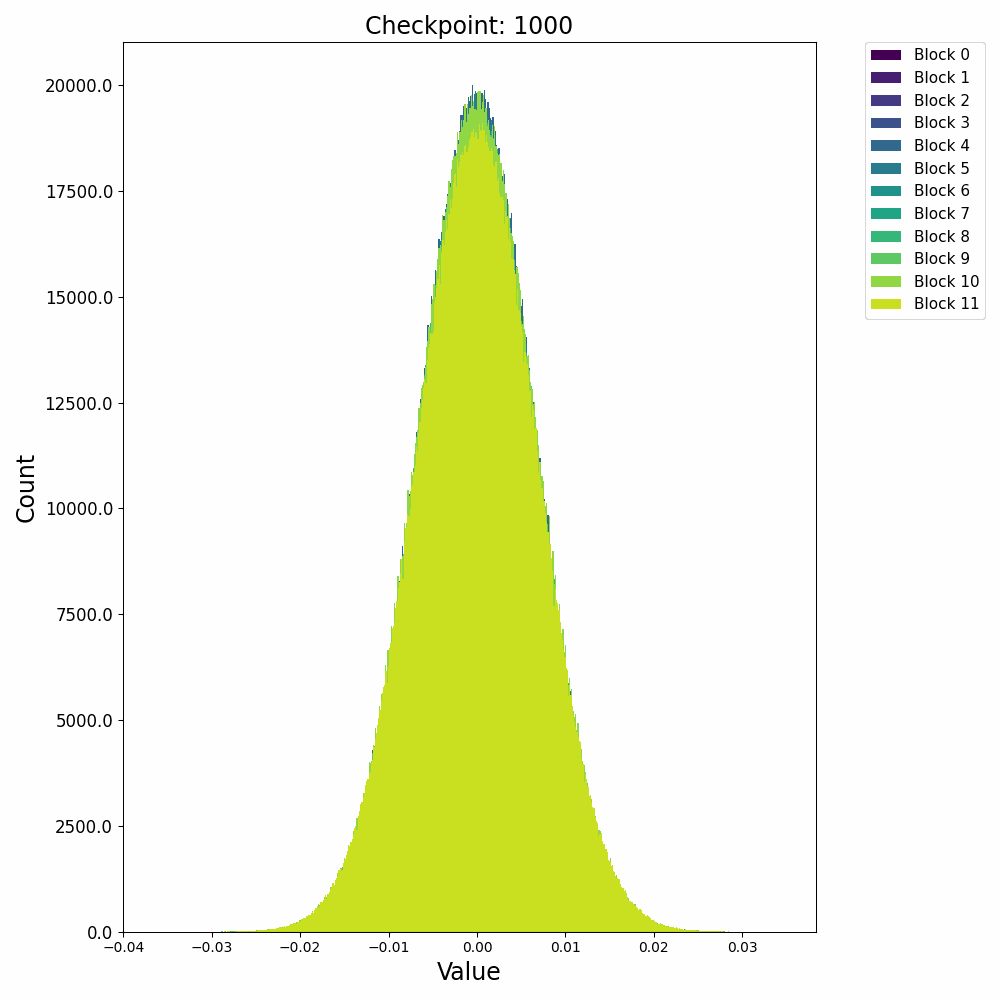 Checkpoint: 1000
Block 0
Block 1
Block 2
Block 3
Block 4
Block 5
Block 6
Block 7
Block 8
Block 9
Block 10
Block 11
Count
20000.0
17500.0
15000.0
12500.0
10000.0
7500.0
5000.0
2500.0
0.0
−0.04 −0.03 −0.02 −0.01 0.00 0.01 0.02 0.03
Value